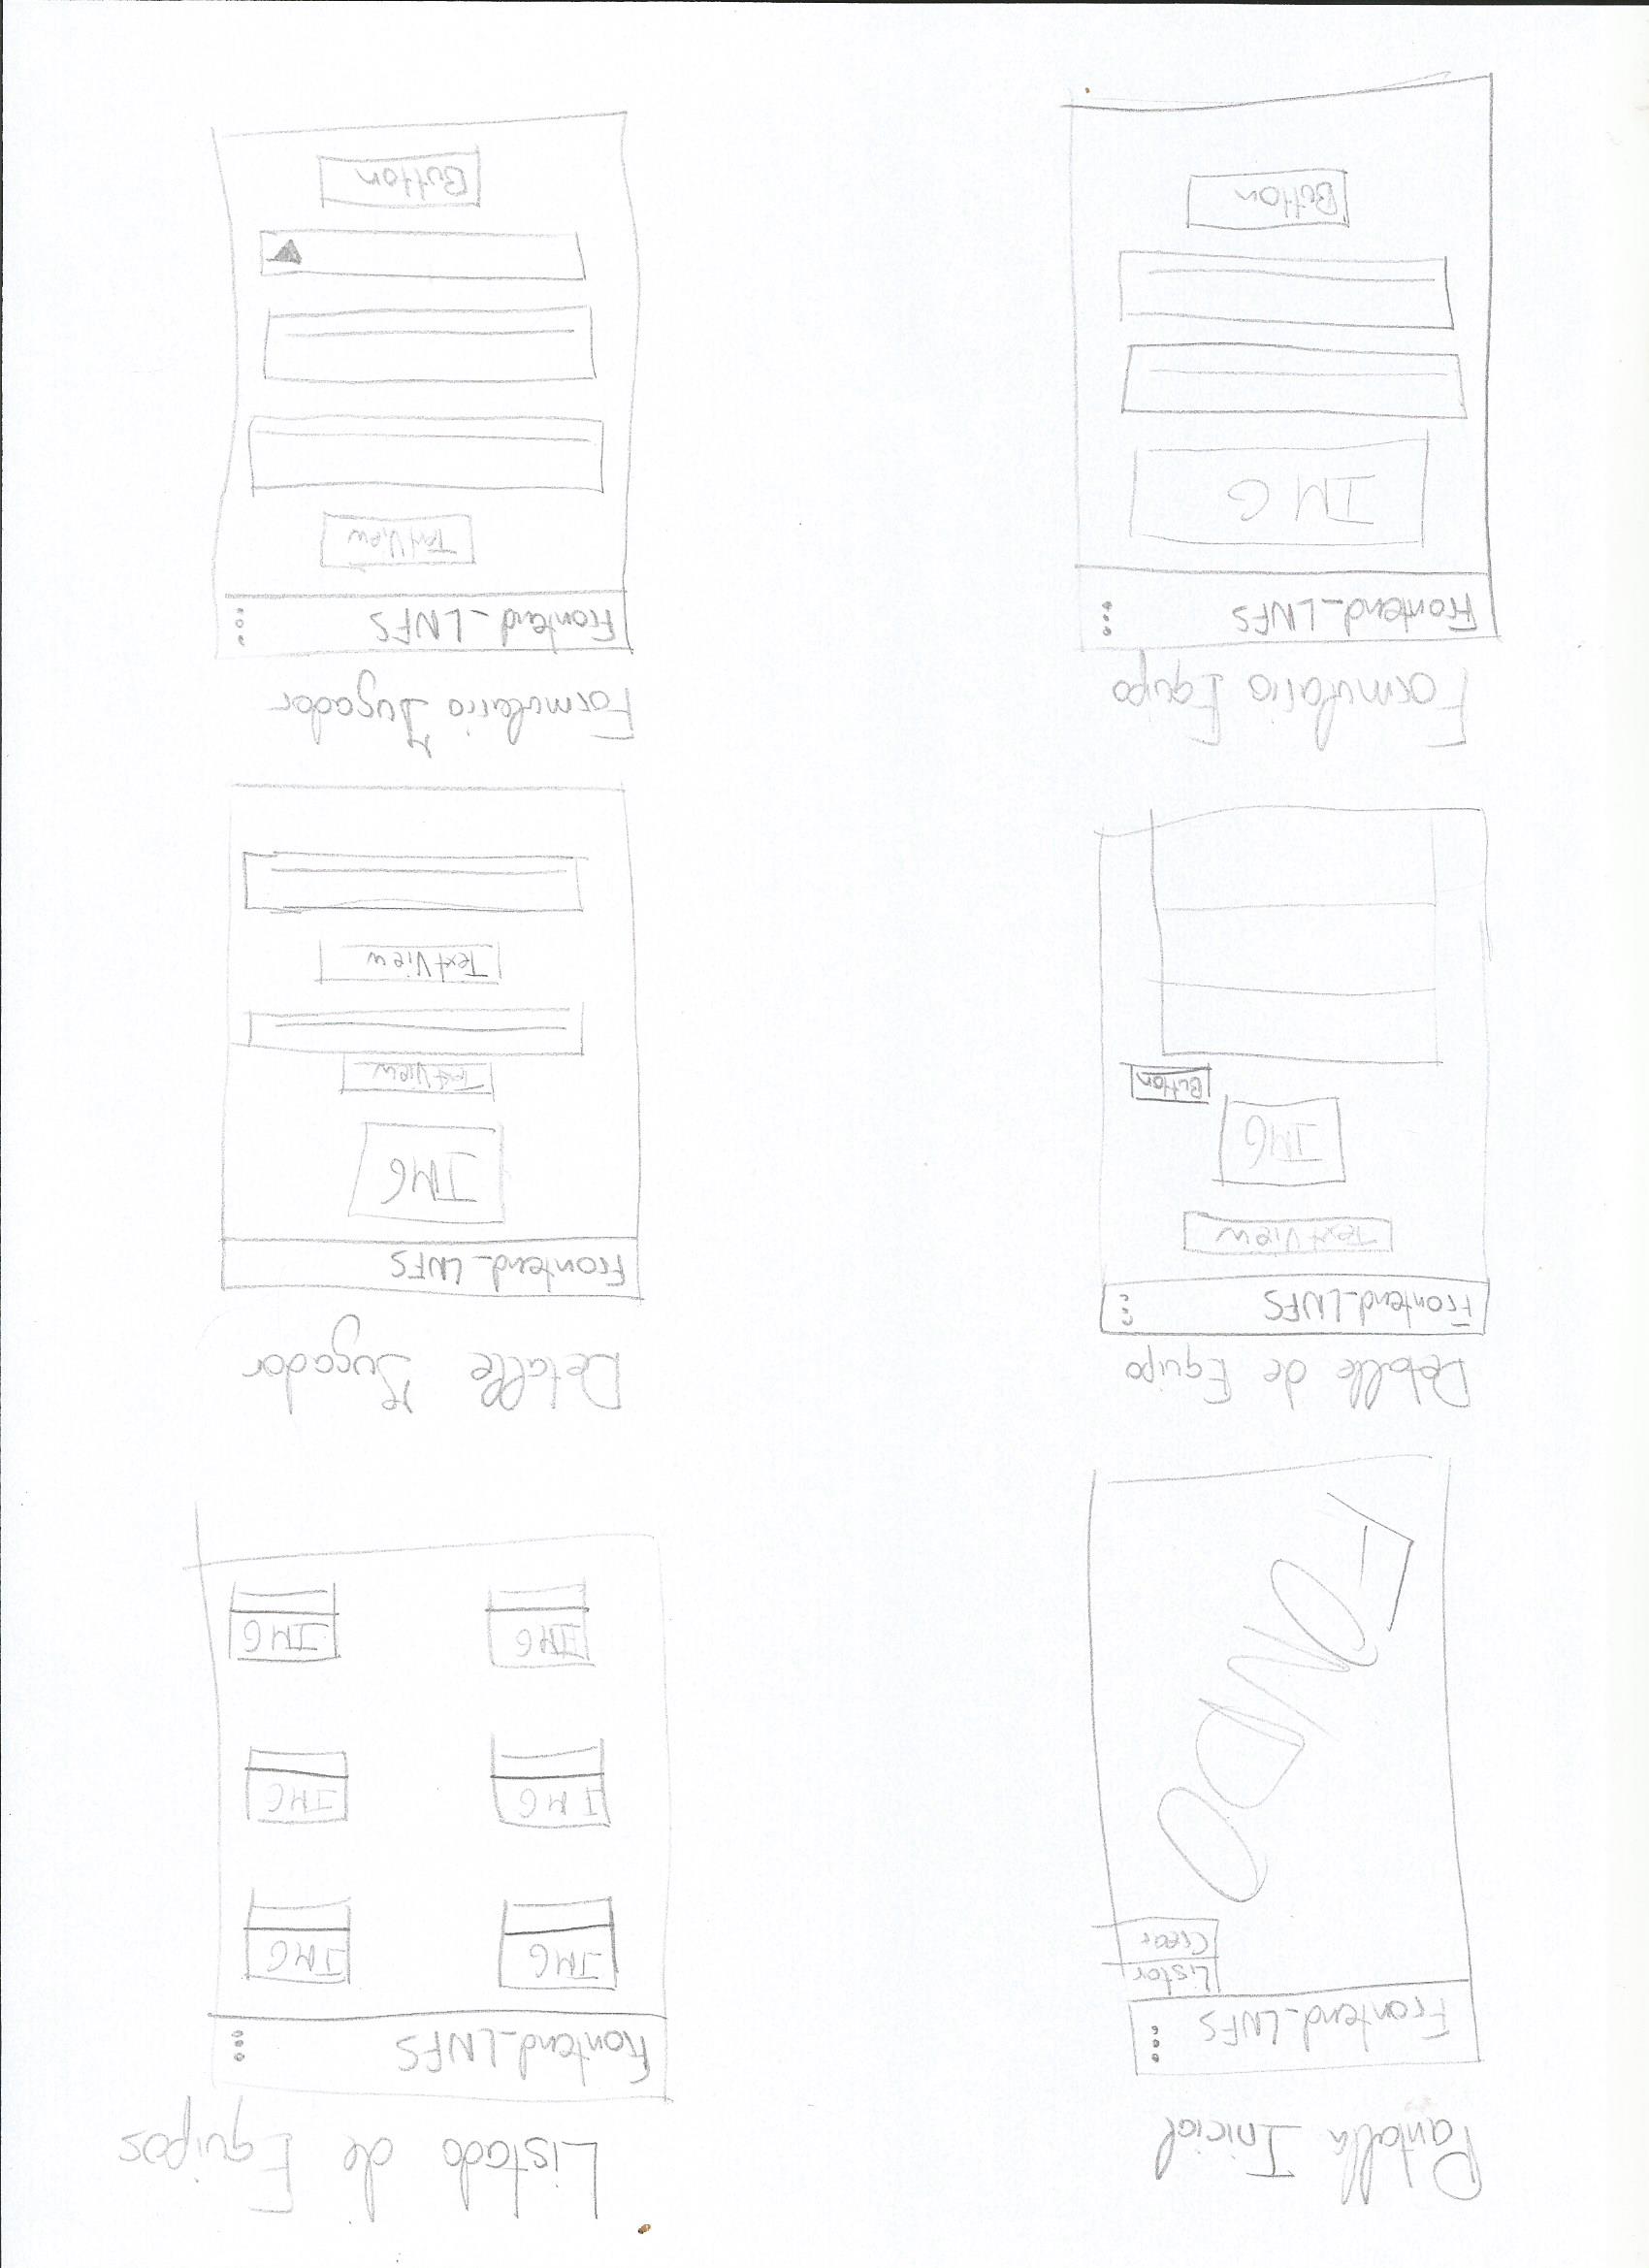 Pantalla Inicial
Frontend_LNFS
Listar
Crear
FONDO
Listado de Equipos
Frontend_LNFS
IMG
IMG
IMG
IMG
IMG
IMG
Detalle de Equipo
Frontend_LNFS
TextView
IMG
Button
Detalle Jugador
Frontend_LNFS
IMG
TextView
TextView
Formulario Equipo
Frontend_LNFS
IMG
Button
Formulario Jugador
Frontend_LNFS
TextView
Button